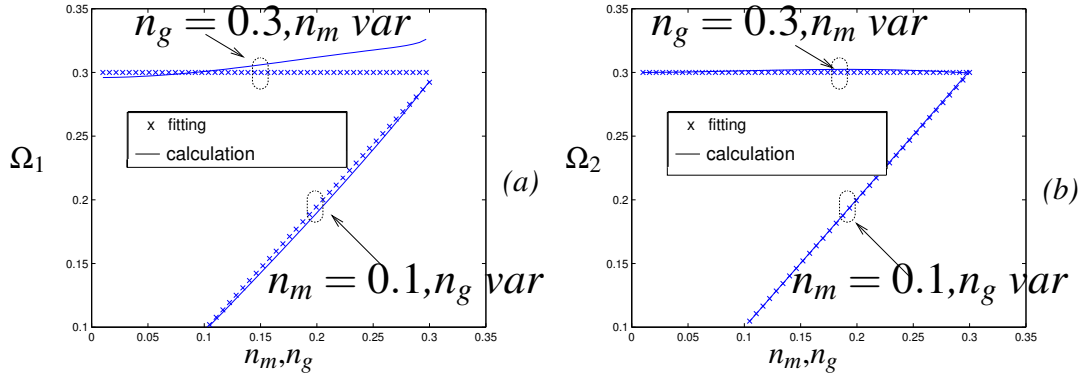 n_g = 0.3, n_m var
0.35
0.3
0.25
0.2
0.15
0.1
Ω₁
x fitting
calculation
(a)
n_m = 0.1, n_g var
0 0.05 0.1 0.15 0.2 0.25 0.3 0.35
n_m, n_g
n_g = 0.3, n_m var
0.35
0.3
0.25
0.2
0.15
0.1
Ω₂
x fitting
calculation
(b)
n_m = 0.1, n_g var
0 0.05 0.1 0.15 0.2 0.25 0.3 0.35
n_m, n_g